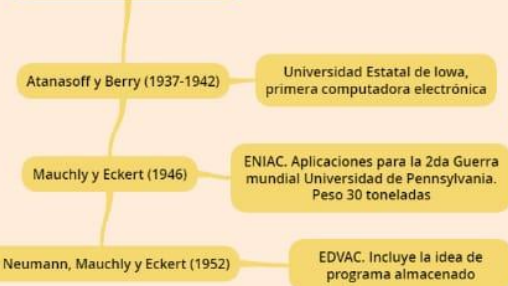 Atanasoff y Berry (1937-1942)
Universidad Estatal de Iowa,
primera computadora electrónica
Mauchly y Eckert (1946)
ENIAC. Aplicaciones para la 2da Guerra
mundial Universidad de Pennsylvania.
Peso 30 toneladas
Neumann, Mauchly y Eckert (1952)
EDVAC. Incluye la idea de
programa almacenado